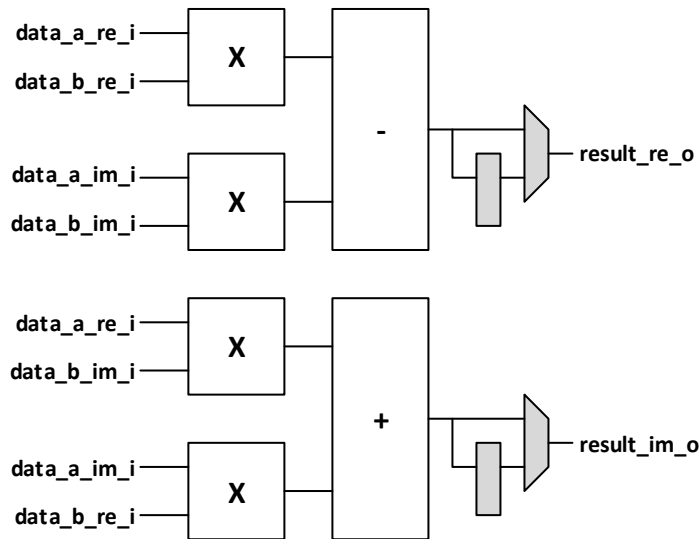 data_a_re_i
data_b_re_i
X
-
result_re_o
data_a_im_i
data_b_im_i
X
data_a_re_i
data_b_im_i
X
+
result_im_o
data_a_im_i
data_b_re_i
X